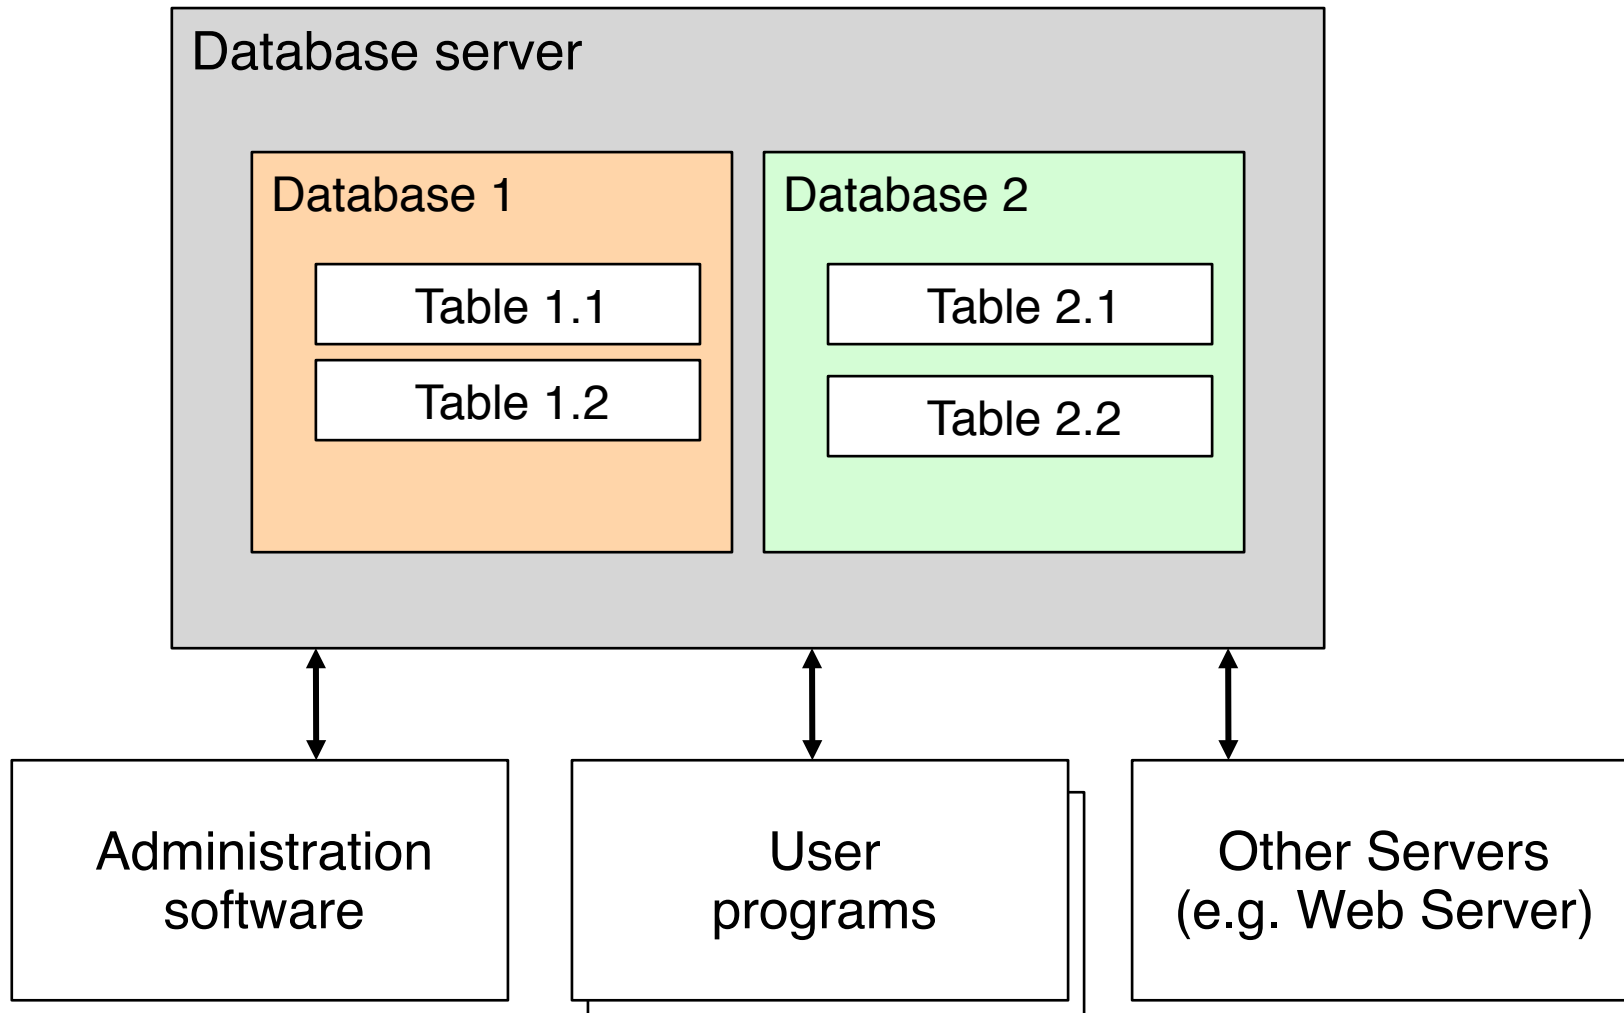 Database server
Database 1
Table 1.1
Table 1.2
Database 2
Table 2.1
Table 2.2
Administration
software
User
programs
Other Servers
(e.g. Web Server)